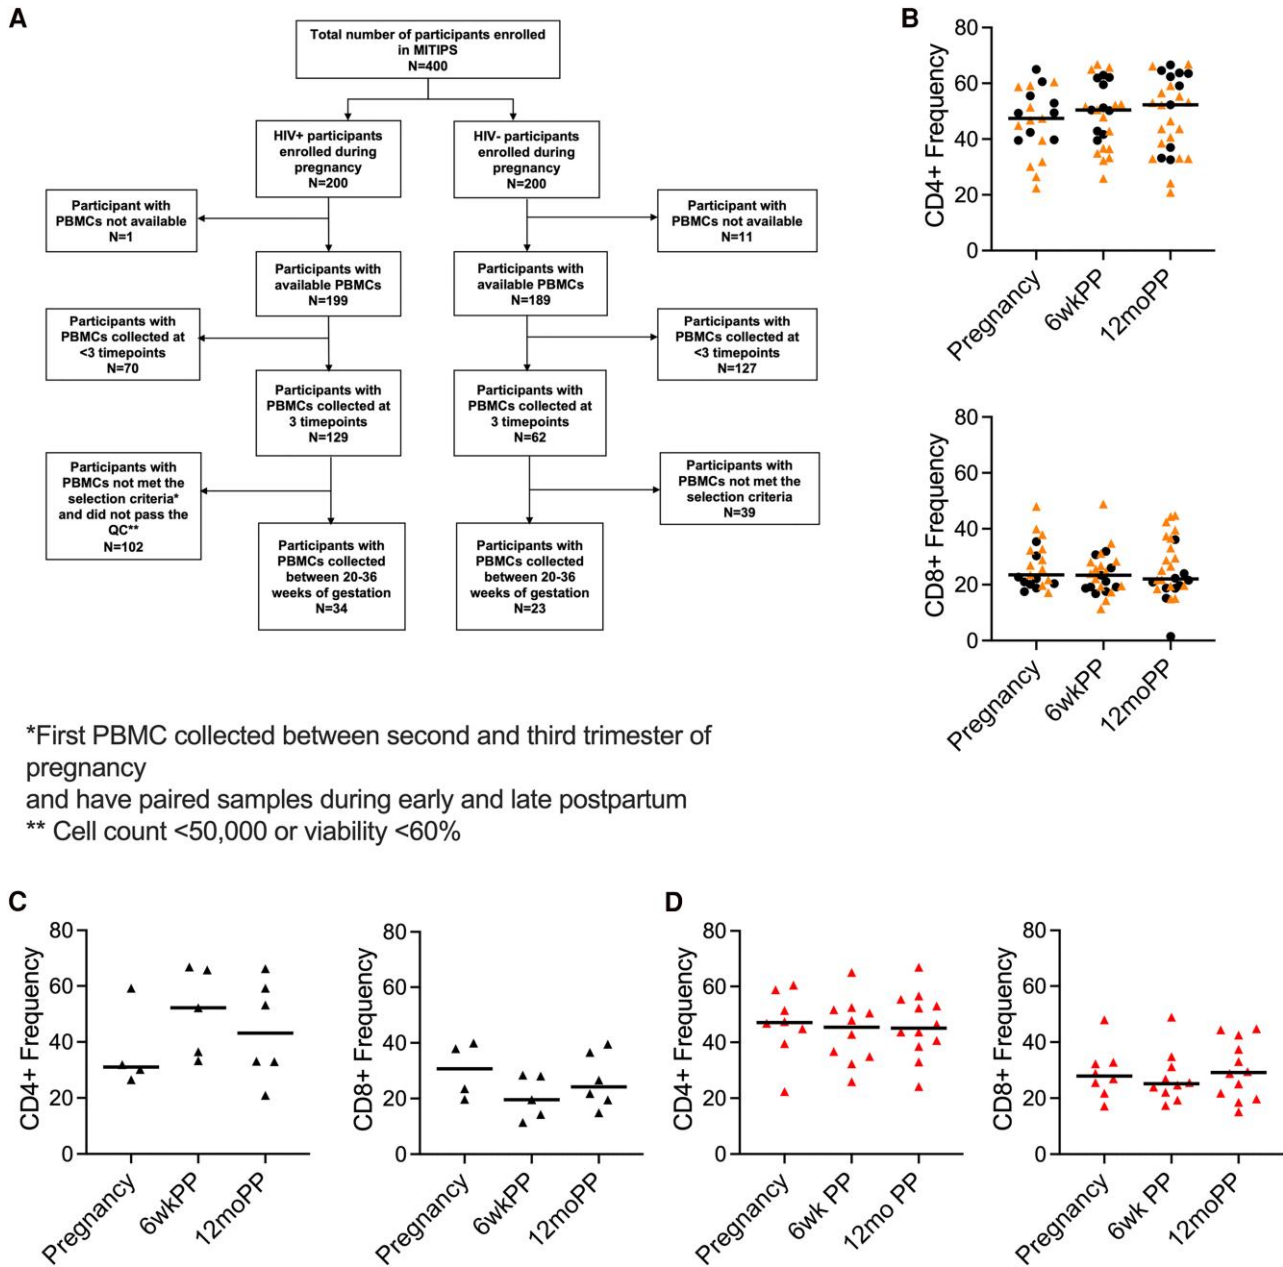 A
Total number of participants enrolled
in MITIPS
N=400
HIV+ participants
enrolled during
pregnancy
N=200
HIV- participants
enrolled during
pregnancy
N=200
Participant with
PBMCs not available
N=1
Participant with
PBMCs not available
N=11
Participants with
available PBMCs
N=199
Participants with
available PBMCs
N=189
Participants with
PBMCs collected at
<3 timepoints
N=70
Participants with
PBMCs collected at
<3 timepoints
N=127
Participants with
PBMCs collected at
3 timepoints
N=129
Participants with
PBMCs collected at
3 timepoints
N=62
Participants with
PBMCs not met the
selection criteria*
and did not pass the
QC**
N=102
Participants with
PBMCs not met the
selection criteria
N=39
Participants with
PBMCs collected
between 20-36
weeks of gestation
N=34
Participants with
PBMCs collected
between 20-36
weeks of gestation
N=23
*First PBMC collected between second and third trimester of
pregnancy
and have paired samples during early and late postpartum
** Cell count <50,000 or viability <60%
B
CD4+ Frequency
80
60
40
20
0
Pregnancy
6wkPP
12moPP
CD8+ Frequency
80
60
40
20
0
Pregnancy
6wkPP
12moPP
C
CD4+ Frequency
80
60
40
20
0
Pregnancy
6wkPP
12moPP
CD8+ Frequency
80
60
40
20
0
Pregnancy
6wkPP
12moPP
D
CD4+ Frequency
80
60
40
20
0
Pregnancy
6wk PP
12mo PP
CD8+ Frequency
80
60
40
20
0
Pregnancy
6wk PP
12moPP